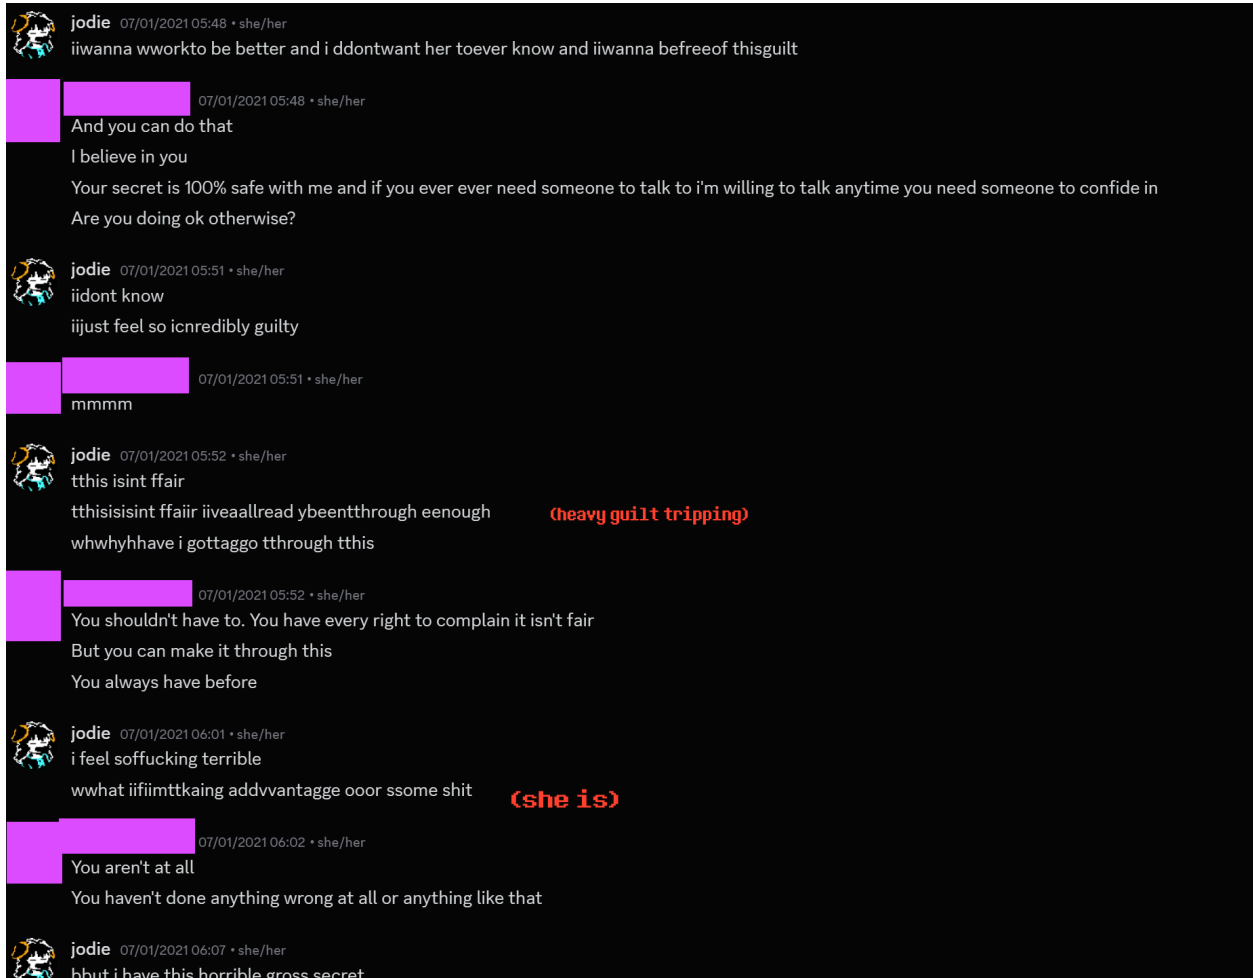 jodie 07/01/2021 05:48 • she/her
iiwanna wworkto be better and i ddontwant her toever know and iiwanna befreeof thisguilt
07/01/2021 05:48 • she/her
And you can do that
I believe in you
Your secret is 100% safe with me and if you ever ever need someone to talk to i'm willing to talk anytime you need someone to confide in
Are you doing ok otherwise?
jodie 07/01/2021 05:51 • she/her
iidont know
iijust feel so icnredibly guilty
07/01/2021 05:51 • she/her
mmmm
jodie 07/01/2021 05:52 • she/her
tthis isint ffair
tthisisisint ffaiir iiveaallread ybeentthrough eenough (heavy guilt tripping)
whwhyhhave i gottaggo tthrough tthis
07/01/2021 05:52 • she/her
You shouldn't have to. You have every right to complain it isn't fair
But you can make it through this
You always have before
jodie 07/01/2021 06:01 • she/her
i feel soffucking terrible
wwhat iifiimttkaing addvvantagge ooor ssome shit (she is)
07/01/2021 06:02 • she/her
You aren't at all
You haven't done anything wrong at all or anything like that
jodie 07/01/2021 06:07 • she/her
bbut i have this horrible gross secret